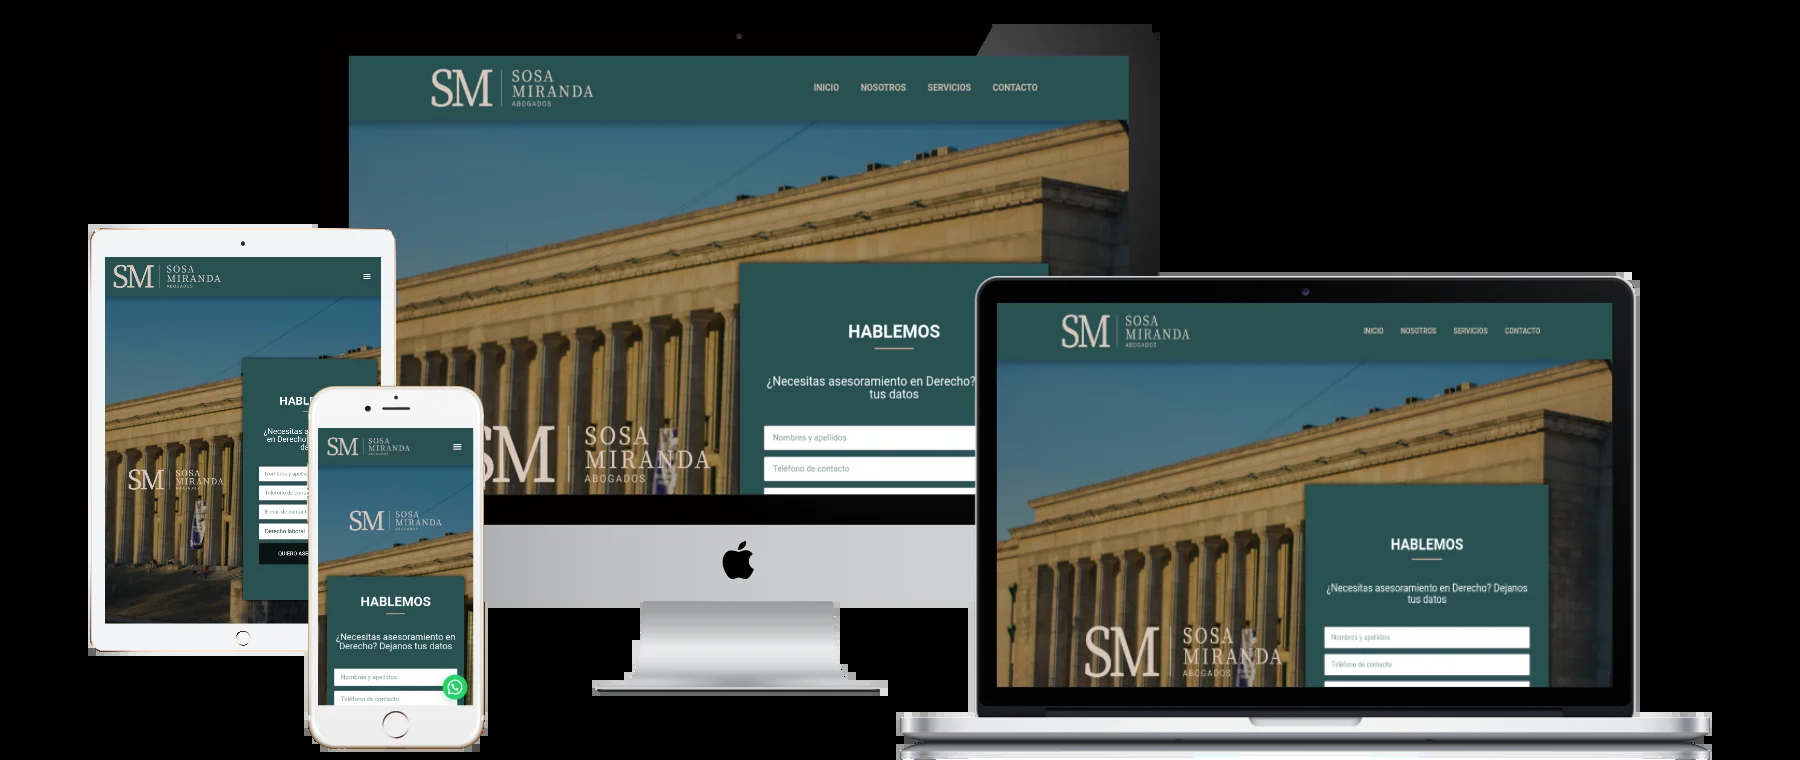 SM
SOSA
MIRANDA
ABOGADOS
INICIO NOSOTROS SERVICIOS CONTACTO
HABLEMOS
¿Necesitas asesoramiento en Derecho?
tus datos
Nombres y apellidos
Teléfono de contacto
SM
SOSA
MIRANDA
ABOGADOS
SM
SOSA
MIRANDA
ABOGADOS
HABLE
¿Necesitas a
en Derecho
da
Nombres y apellid
Teléfono de conta
E-mail de contact
Derecho laboral
QUIERO ASE
SM
SOSA
MIRANDA
SM
SOSA
MIRANDA
ABOGADOS
SM
SOSA
MIRANDA
ABOGADOS
HABLEMOS
¿Necesitas asesoramiento en
Derecho? Dejanos tus datos
Nombres y apellidos
Teléfono de contacto
SM
SOSA
MIRANDA
ABOGADOS
INICIO NOSOTROS SERVICIOS CONTACTO
HABLEMOS
¿Necesitas asesoramiento en Derecho? Dejanos
tus datos
Nombres y apellidos
Teléfono de contacto
SM
SOSA
MIRANDA
ABOGADOS